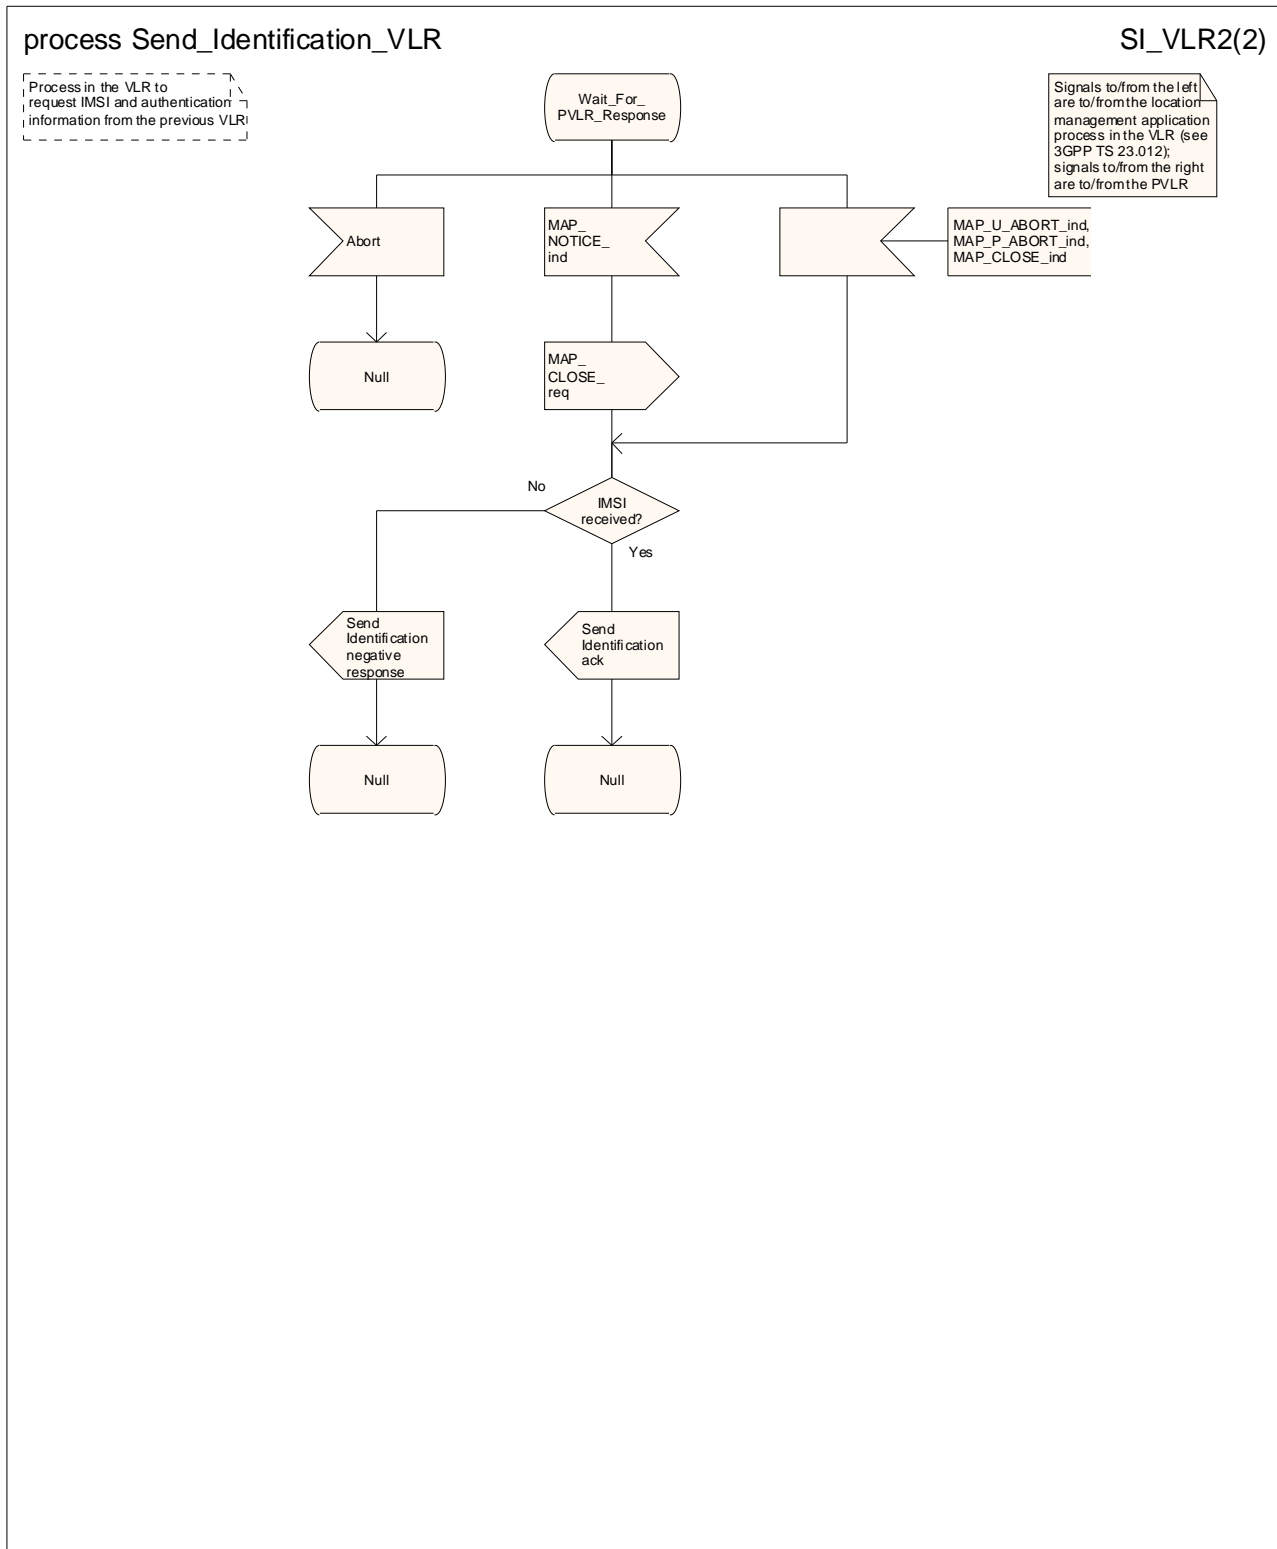 process Send_Identification_VLR
SI_VLR2(2)
Process in the VLR to
request IMSI and authentication
information from the previous VLR
Wait_For_
PVLR_Response
Signals to/from the left
are to/from the location
management application
process in the VLR (see
3GPP TS 23.012);
signals to/from the right
are to/from the PVLR
Abort
MAP_
NOTICE_
ind
MAP_U_ABORT_ind,
MAP_P_ABORT_ind,
MAP_CLOSE_ind
Null
MAP_
CLOSE_
req
No
IMSI
received?
Yes
Send
Identification
negative
response
Send
Identification
ack
Null
Null